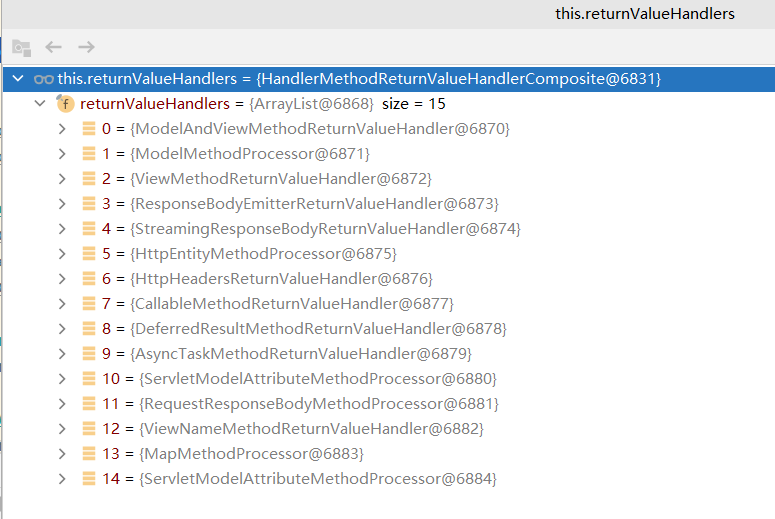 this.returnValueHandlers
this.returnValueHandlers = {HandlerMethodReturnValueHandlerComposite@6831}
f returnValueHandlers = {ArrayList@6868} size = 15
0 = {ModelAndViewMethodReturnValueHandler@6870}
1 = {ModelMethodProcessor@6871}
2 = {ViewMethodReturnValueHandler@6872}
3 = {ResponseBodyEmitterReturnValueHandler@6873}
4 = {StreamingResponseBodyReturnValueHandler@6874}
5 = {HttpEntityMethodProcessor@6875}
6 = {HttpHeadersReturnValueHandler@6876}
7 = {CallableMethodReturnValueHandler@6877}
8 = {DeferredResultMethodReturnValueHandler@6878}
9 = {AsyncTaskMethodReturnValueHandler@6879}
10 = {ServletModelAttributeMethodProcessor@6880}
11 = {RequestResponseBodyMethodProcessor@6881}
12 = {ViewNameMethodReturnValueHandler@6882}
13 = {MapMethodProcessor@6883}
14 = {ServletModelAttributeMethodProcessor@6884}